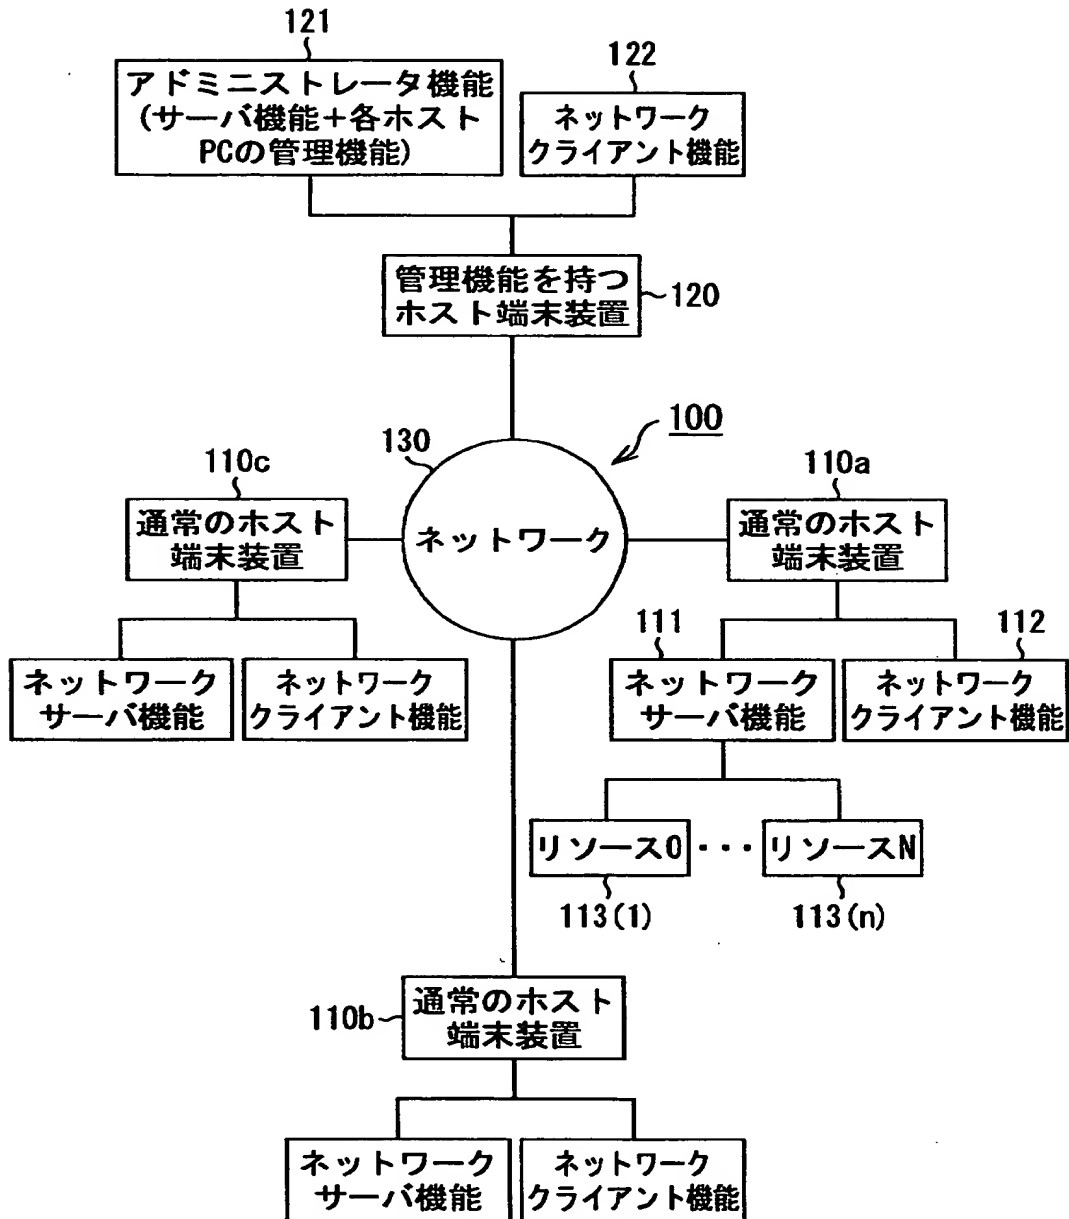 121
アドミニストレータ機能
(サーバ機能+各ホスト
PCの管理機能)
122
ネットワーク
クライアント機能
管理機能を持つ
ホスト端末装置
120
100
130
ネットワーク
110c
通常のホスト
端末装置
110a
通常のホスト
端末装置
ネットワーク
サーバ機能
ネットワーク
クライアント機能
111
ネットワーク
サーバ機能
112
ネットワーク
クライアント機能
リソース0
・・・
リソースN
113(1)
113(n)
110b
通常のホスト
端末装置
ネットワーク
サーバ機能
ネットワーク
クライアント機能